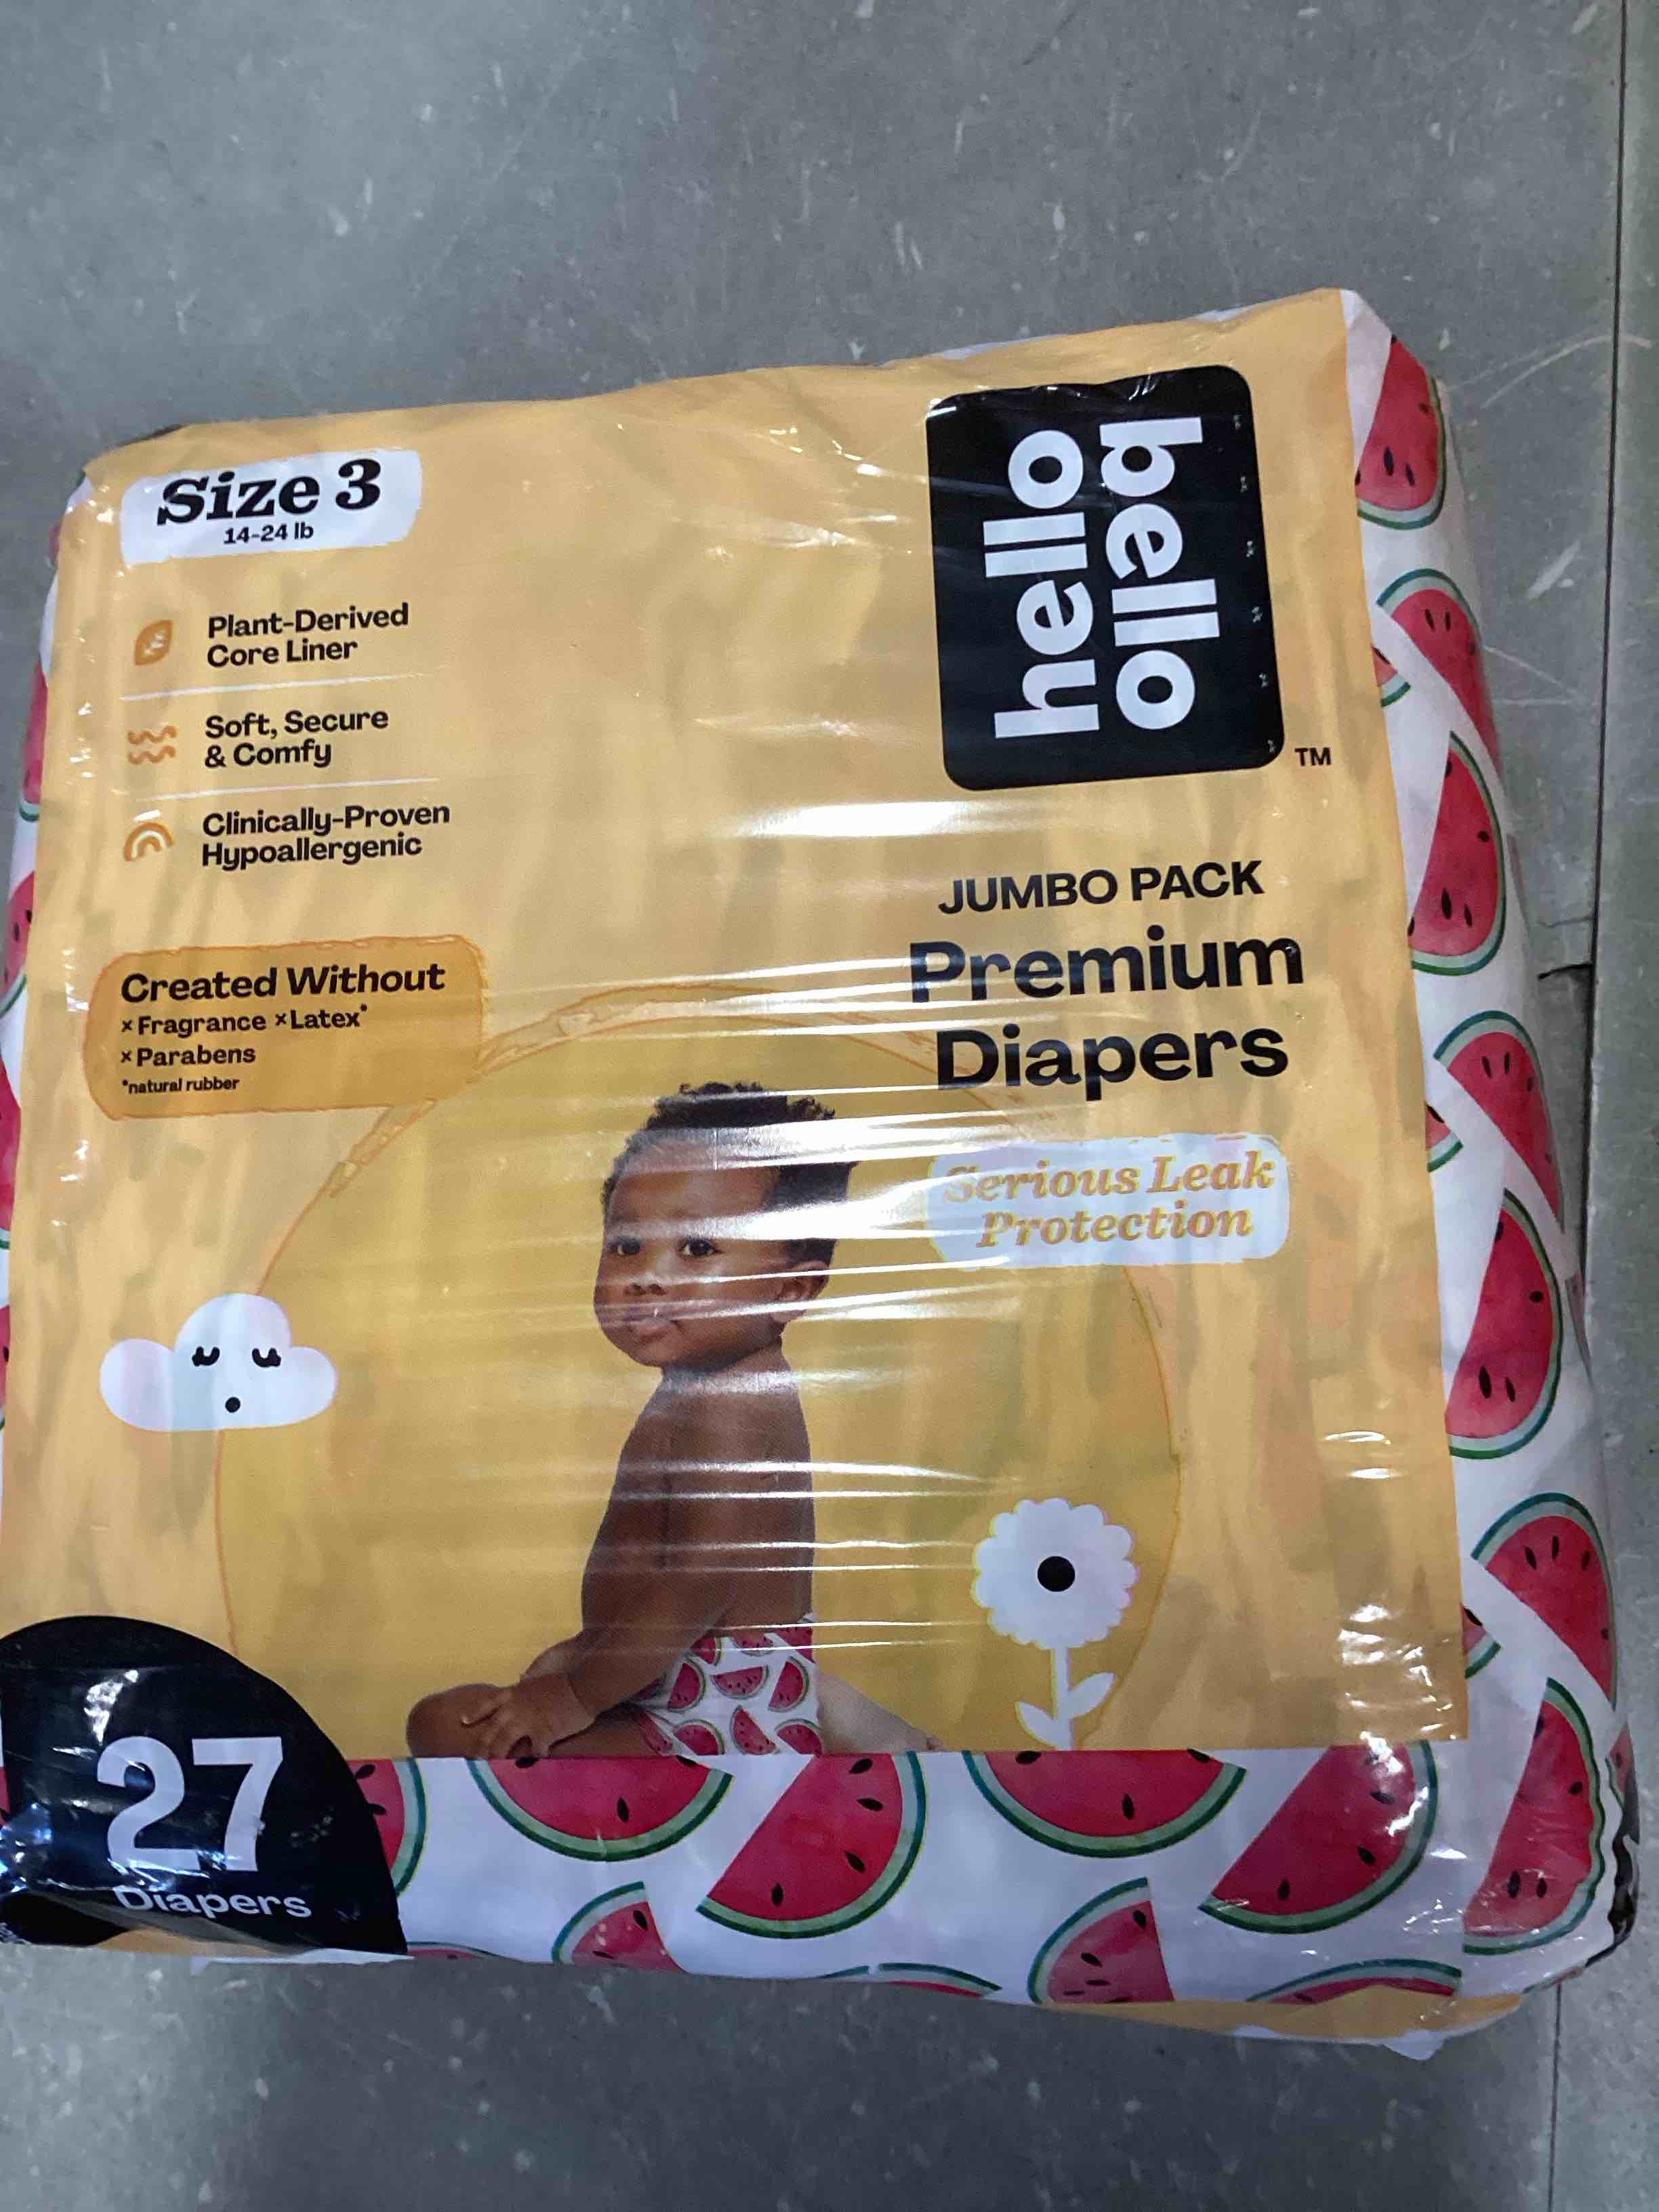 Size 3
14-24 lb
Plant-Derived
Core Liner
Soft, Secure
& Comfy
Clinically-Proven
Hypoallergenic
Created Without
×Fragrance ×Latex*
×Parabens
*natural rubber
hello
bello
TM
JUMBO PACK
Premium
Diapers
Serious Leak
Protection
27
Diapers